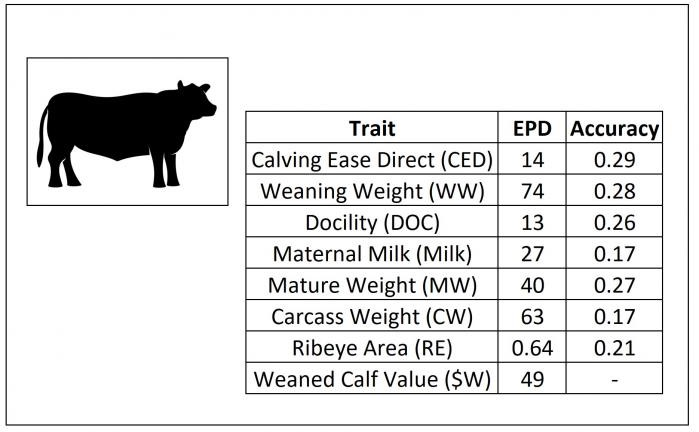 Trait EPD Accuracy
Calving Ease Direct (CED) 14 0.29
Weaning Weight (WW) 74 0.28
Docility (DOC) 13 0.26
Maternal Milk (Milk) 27 0.17
Mature Weight (MW) 40 0.27
Carcass Weight (CW) 63 0.17
Ribeye Area (RE) 0.64 0.21
Weaned Calf Value ($W) 49 -